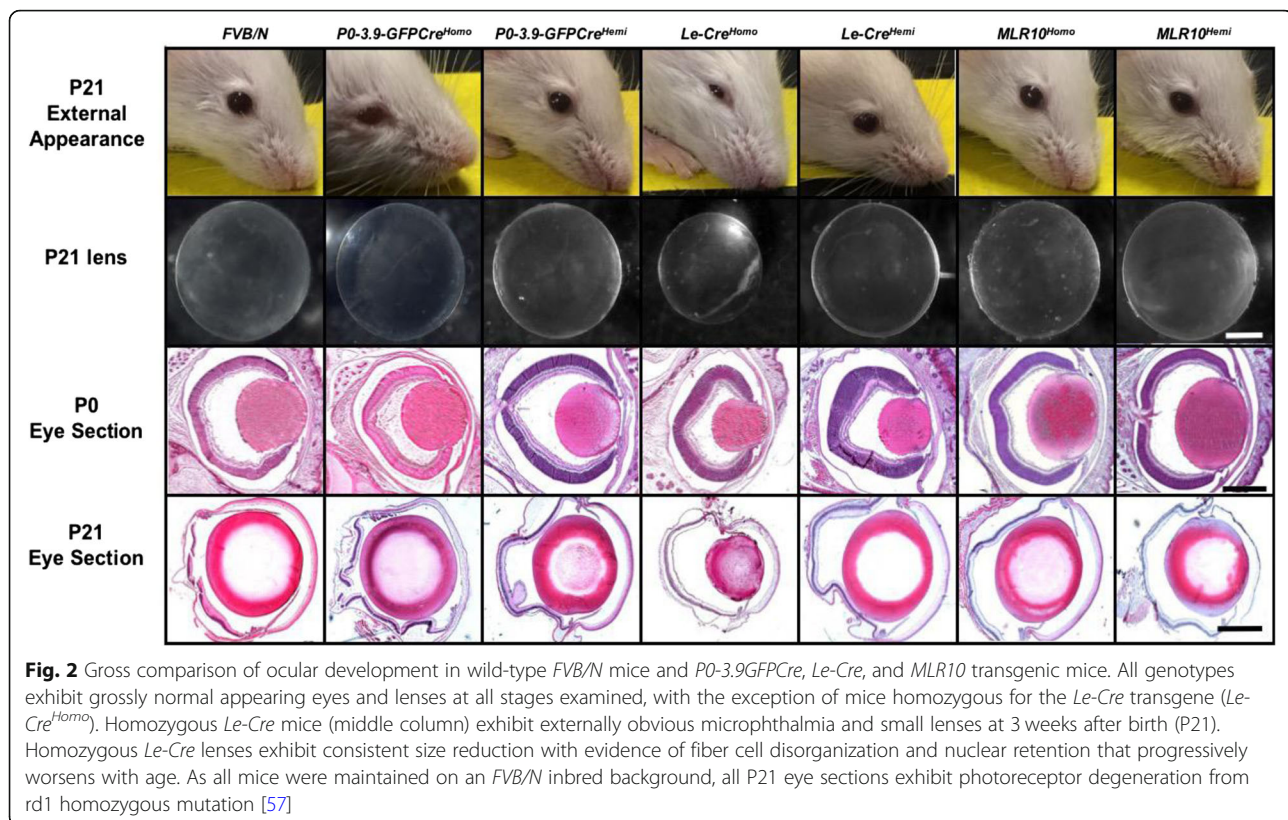 FVB/N P0-3.9-GFPCreHomo P0-3.9-GFPCreHemi Le-CreHomo Le-CreHemi MLR10Homo MLR10Hemi
P21
External
Appearance
P21 lens
P0
Eye Section
P21
Eye Section
Fig. 2 Gross comparison of ocular development in wild-type FVB/N mice and P0-3.9GFPCre, Le-Cre, and MLR10 transgenic mice. All genotypes
exhibit grossly normal appearing eyes and lenses at all stages examined, with the exception of mice homozygous for the Le-Cre transgene (Le-
CreHomo). Homozygous Le-Cre mice (middle column) exhibit externally obvious microphthalmia and small lenses at 3 weeks after birth (P21).
Homozygous Le-Cre lenses exhibit consistent size reduction with evidence of fiber cell disorganization and nuclear retention that progressively
worsens with age. As all mice were maintained on an FVB/N inbred background, all P21 eye sections exhibit photoreceptor degeneration from
rd1 homozygous mutation [57]